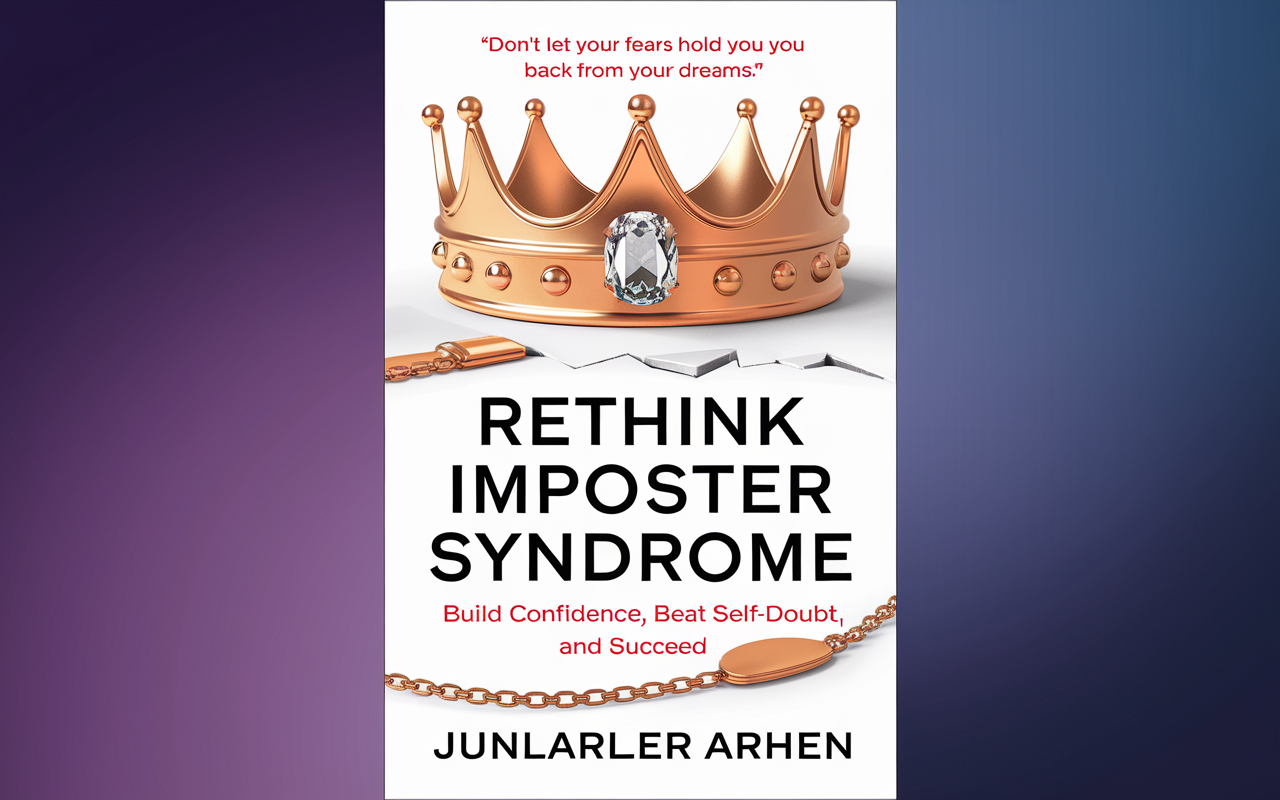 “Don't let your fears hold you you
back from your dreams.”
RETHINK
IMPOSTER
SYNDROME
Build Confidence, Beat Self-Doubt,
and Succeed
JUNLARLER ARHEN